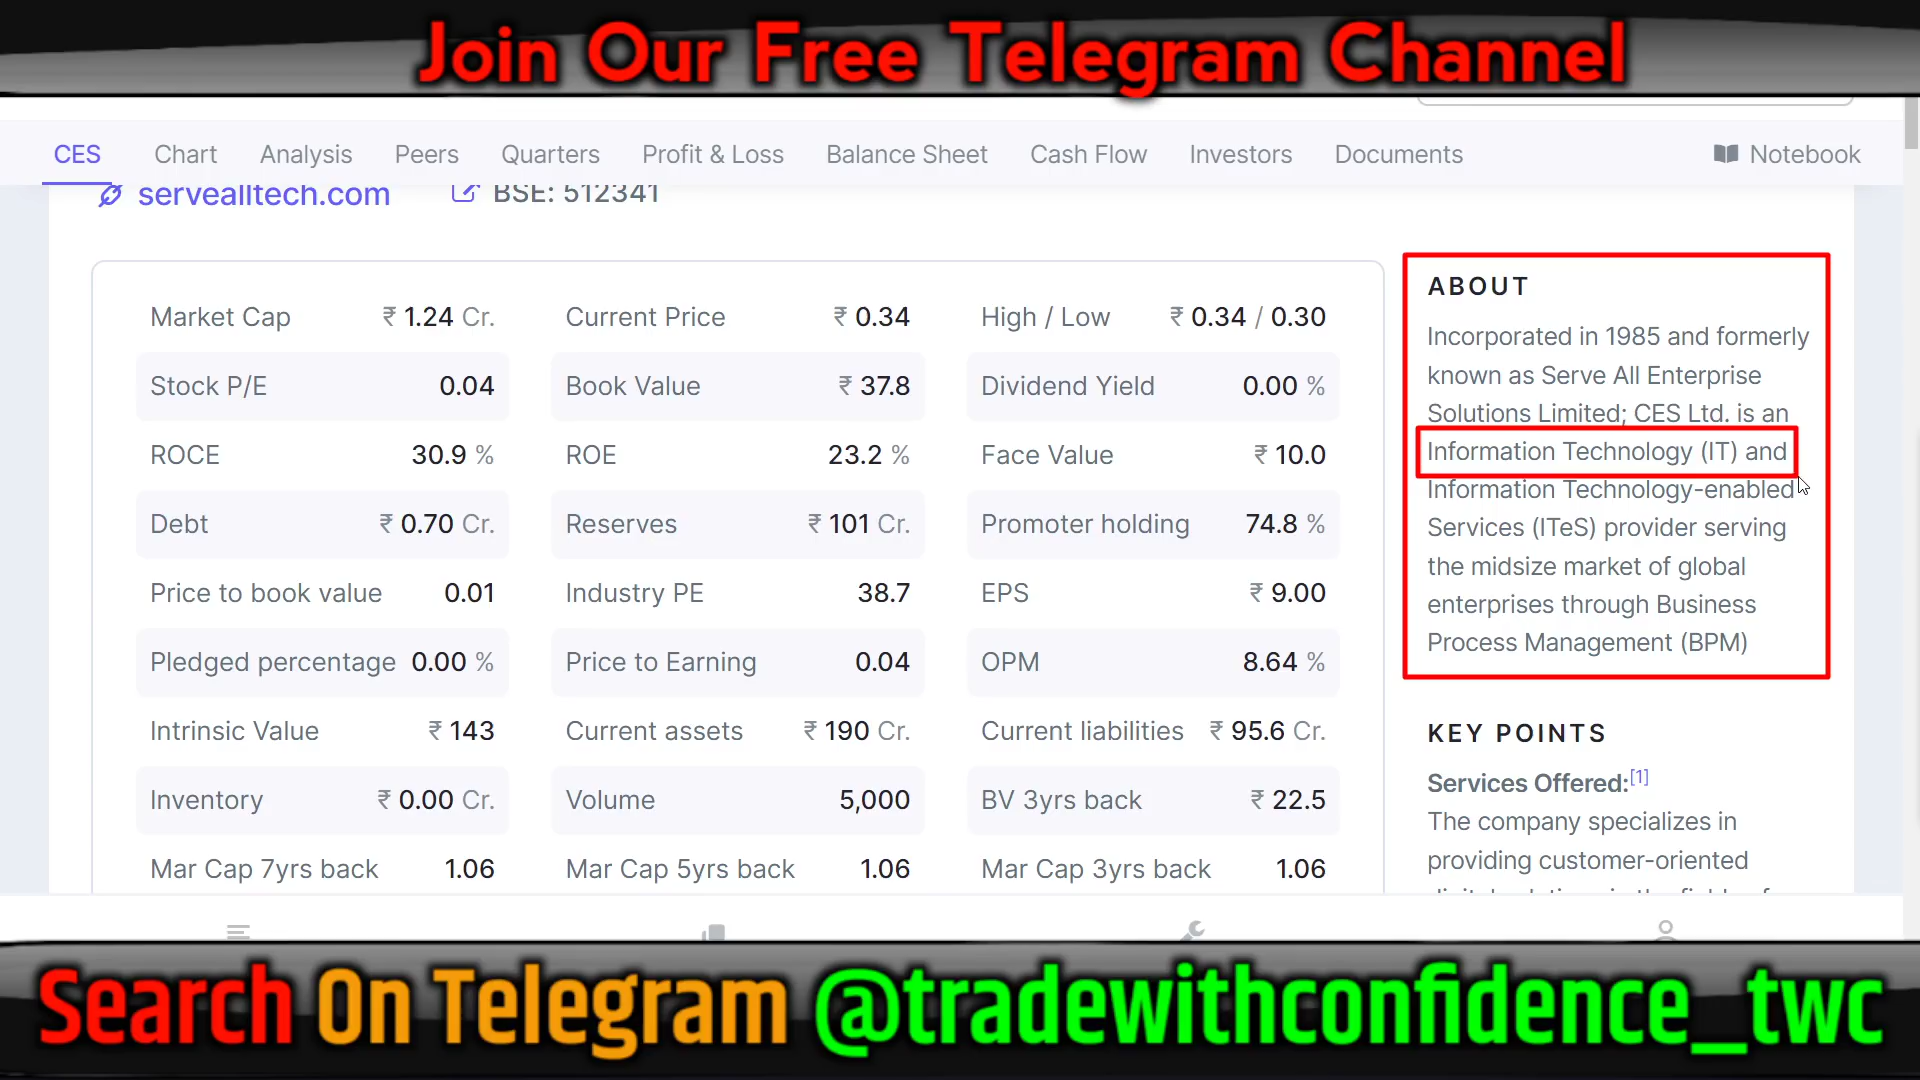 Join Our Free Telegram Channel
CES Chart Analysis Peers Quarters Profit & Loss Balance Sheet Cash Flow Investors Documents Notebook
servealltech.com BSE: 512341
Market Cap ₹ 1.24 Cr. Current Price ₹ 0.34 High / Low ₹ 0.34 / 0.30
Stock P/E 0.04 Book Value ₹ 37.8 Dividend Yield 0.00 %
ROCE 30.9 % ROE 23.2 % Face Value ₹ 10.0
Debt ₹ 0.70 Cr. Reserves ₹ 101 Cr. Promoter holding 74.8 %
Price to book value 0.01 Industry PE 38.7 EPS ₹ 9.00
Pledged percentage 0.00 % Price to Earning 0.04 OPM 8.64 %
Intrinsic Value ₹ 143 Current assets ₹ 190 Cr. Current liabilities ₹ 95.6 Cr.
Inventory ₹ 0.00 Cr. Volume 5,000 BV 3yrs back ₹ 22.5
Mar Cap 7yrs back 1.06 Mar Cap 5yrs back 1.06 Mar Cap 3yrs back 1.06
ABOUT
Incorporated in 1985 and formerly
known as Serve All Enterprise
Solutions Limited; CES Ltd. is an
Information Technology (IT) and
Information Technology-enabled
Services (ITeS) provider serving
the midsize market of global
enterprises through Business
Process Management (BPM)
KEY POINTS
Services Offered:[1]
The company specializes in
providing customer-oriented
Search On Telegram @tradewithconfidence_twc